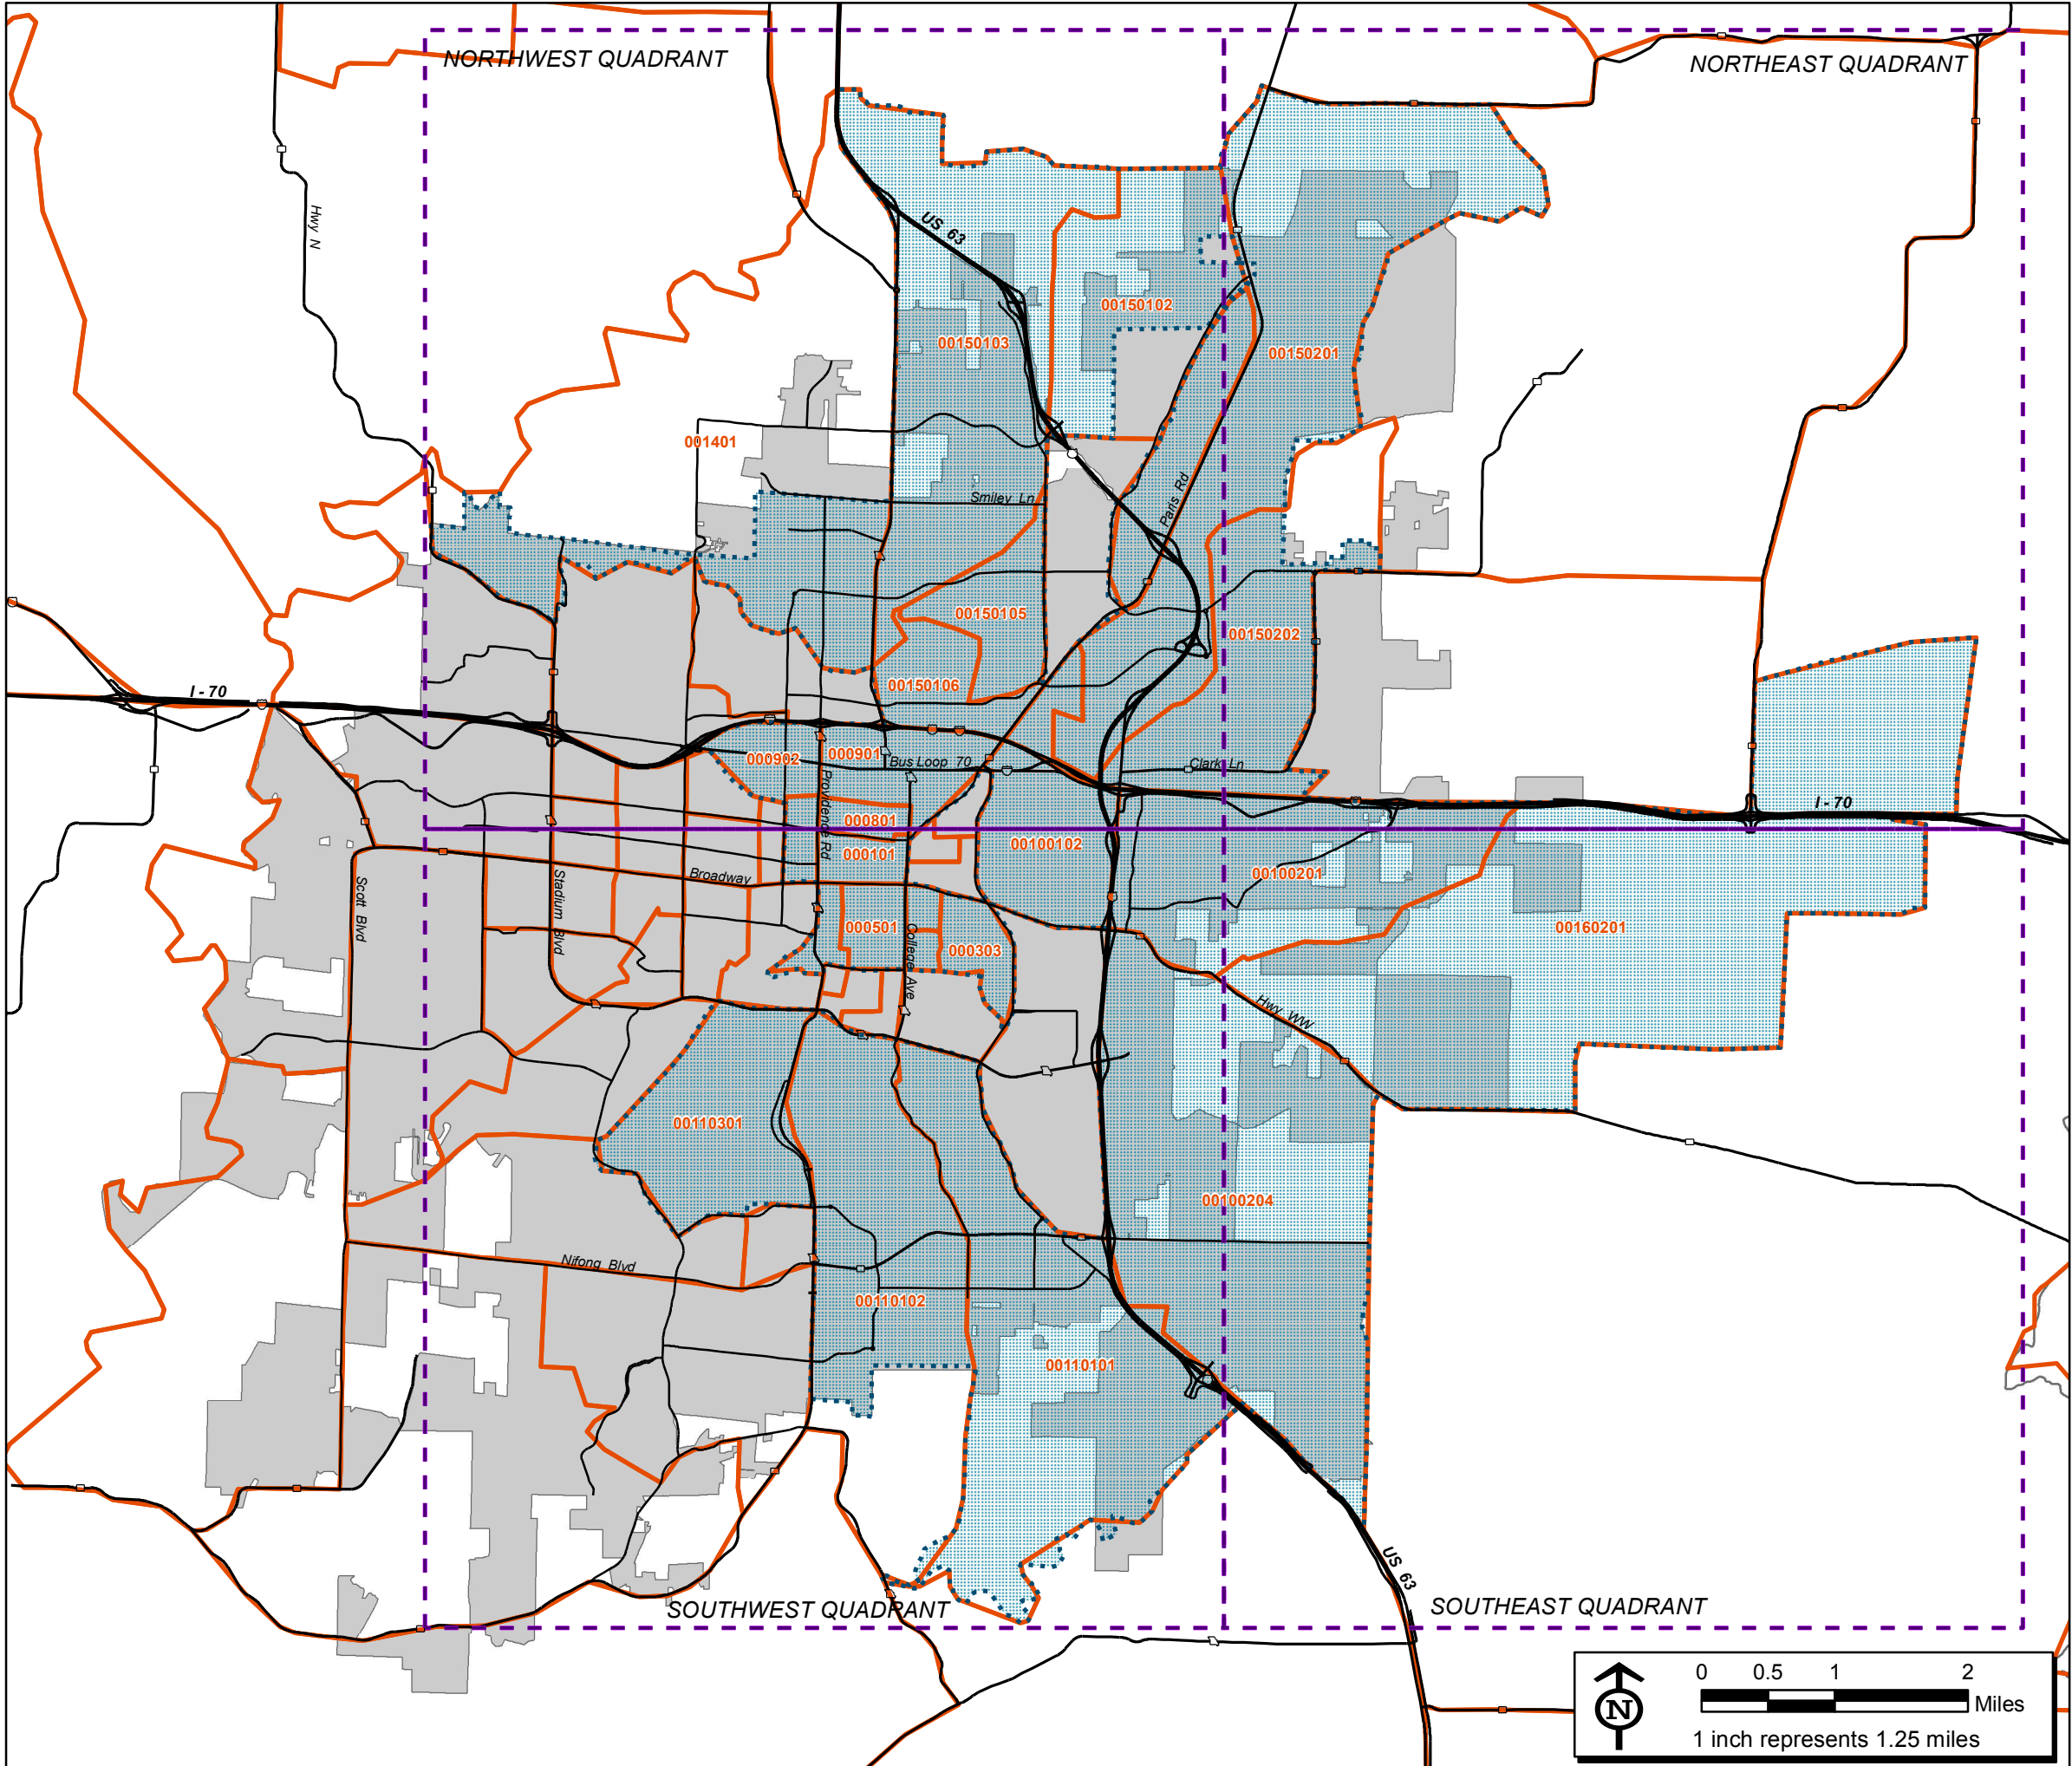 NORTHWEST QUADRANT
NORTHEAST QUADRANT
Hwy N
US 63
00150102
00150103
00150201
001401
Smiley Ln
Paris Rd
00150105
00150202
00150106
I - 70
000902
000901
Bus Loop 70
Clark Ln
I - 70
Providence Rd
000801
000101
00100102
00100201
Broadway
Scott Blvd
Stadium Blvd
000501
College Ave
000303
00160201
Hwy WW
00110301
00100204
Nifong Blvd
00110102
00110101
US 63
SOUTHWEST QUADRANT
SOUTHEAST QUADRANT
N
0 0.5 1 2
Miles
1 inch represents 1.25 miles